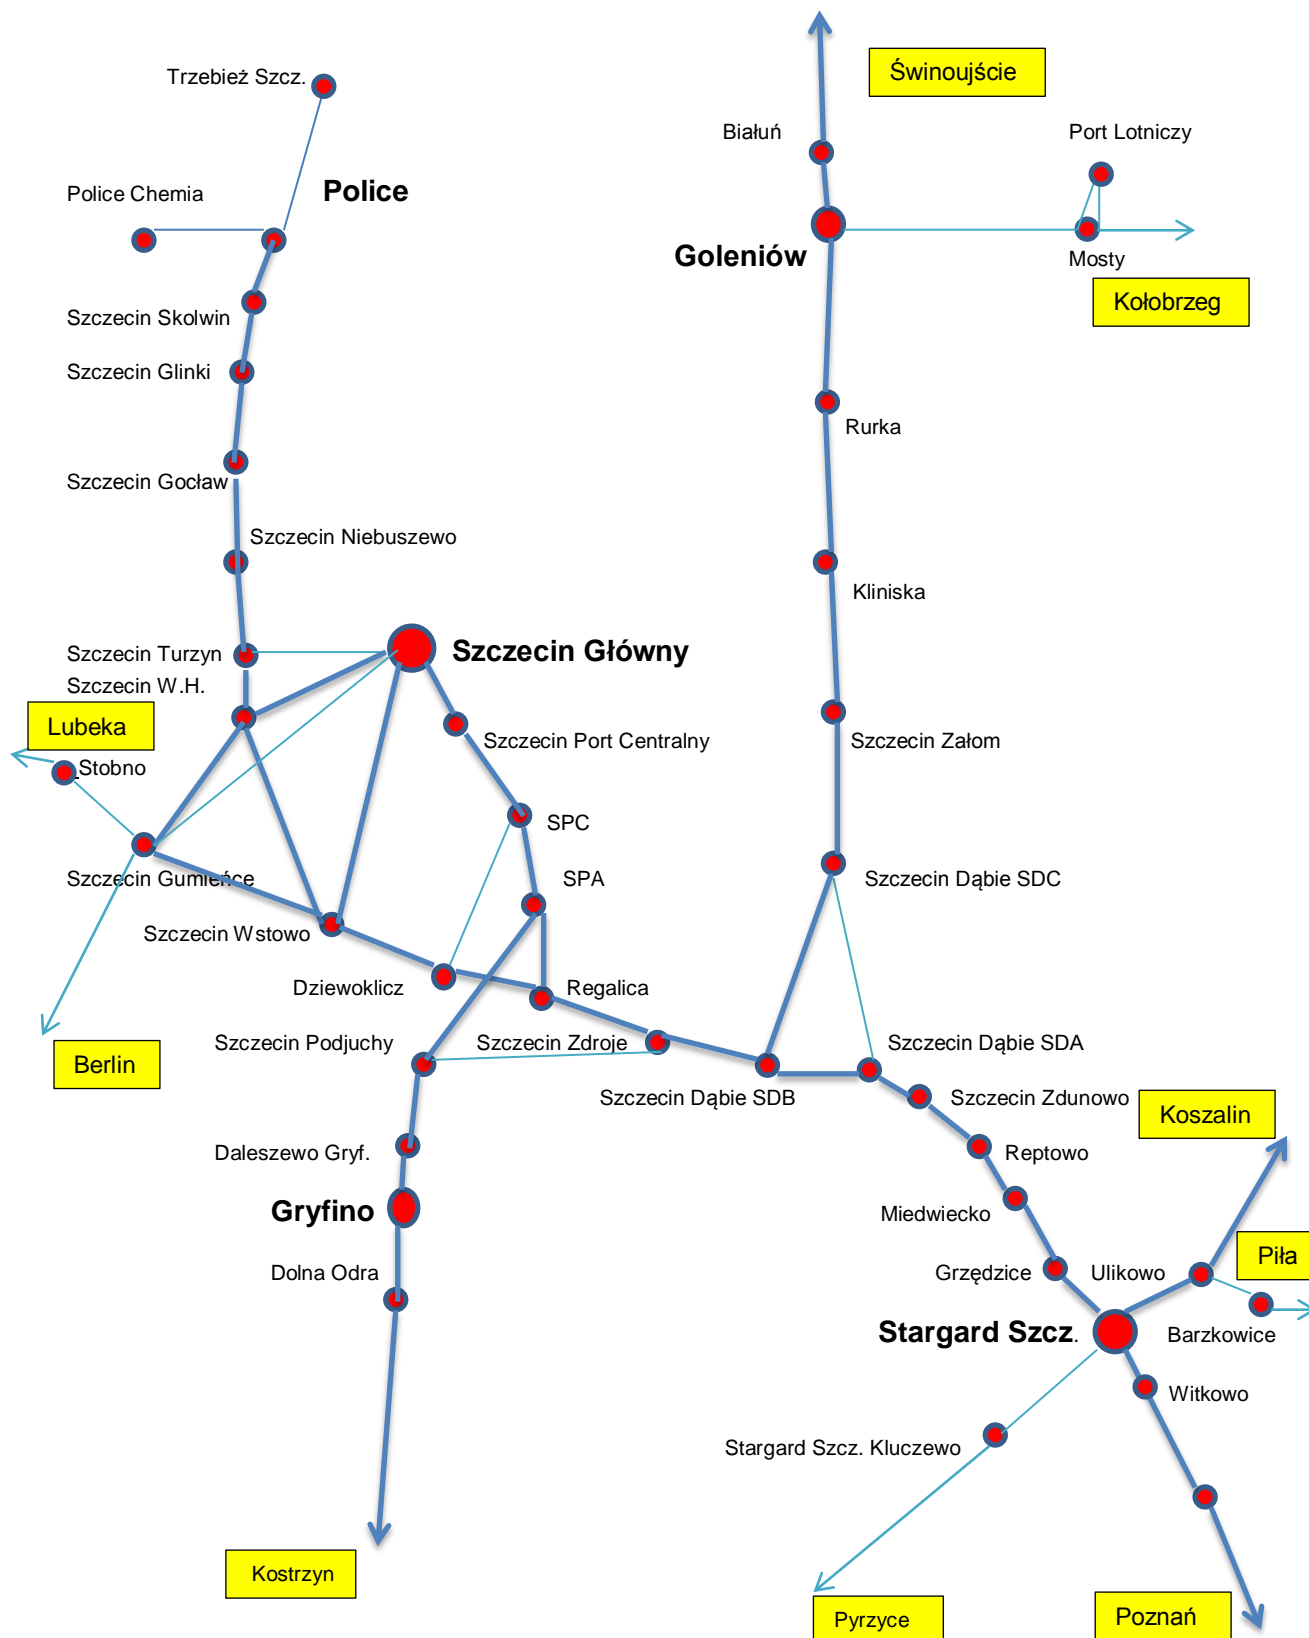 Świnoujście
Trzebież Szcz.
Białuń
Port Lotniczy
Police Chemia
Police
Goleniów
Mosty
Kołobrzeg
Szczecin Skolwin
Szczecin Glinki
Rurka
Szczecin Gocław
Szczecin Niebuszewo
Kliniska
Szczecin Turzyn
Szczecin Główny
Szczecin W.H.
Lubeka
Szczecin Port Centralny
Szczecin Załom
Stobno
SPC
Szczecin Gumieńce
SPA
Szczecin Dąbie SDC
Szczecin Wstowo
Dziewoklicz
Regalica
Szczecin Podjuchy
Szczecin Zdroje
Szczecin Dąbie SDA
Berlin
Szczecin Dąbie SDB
Szczecin Zdunowo
Koszalin
Daleszewo Gryf.
Reptowo
Gryfino
Miedwiecko
Dolna Odra
Grzędzice
Ulikowo
Piła
Stargard Szcz.
Barzkowice
Witkowo
Stargard Szcz. Kluczewo
Kostrzyn
Pyrzyce
Poznań